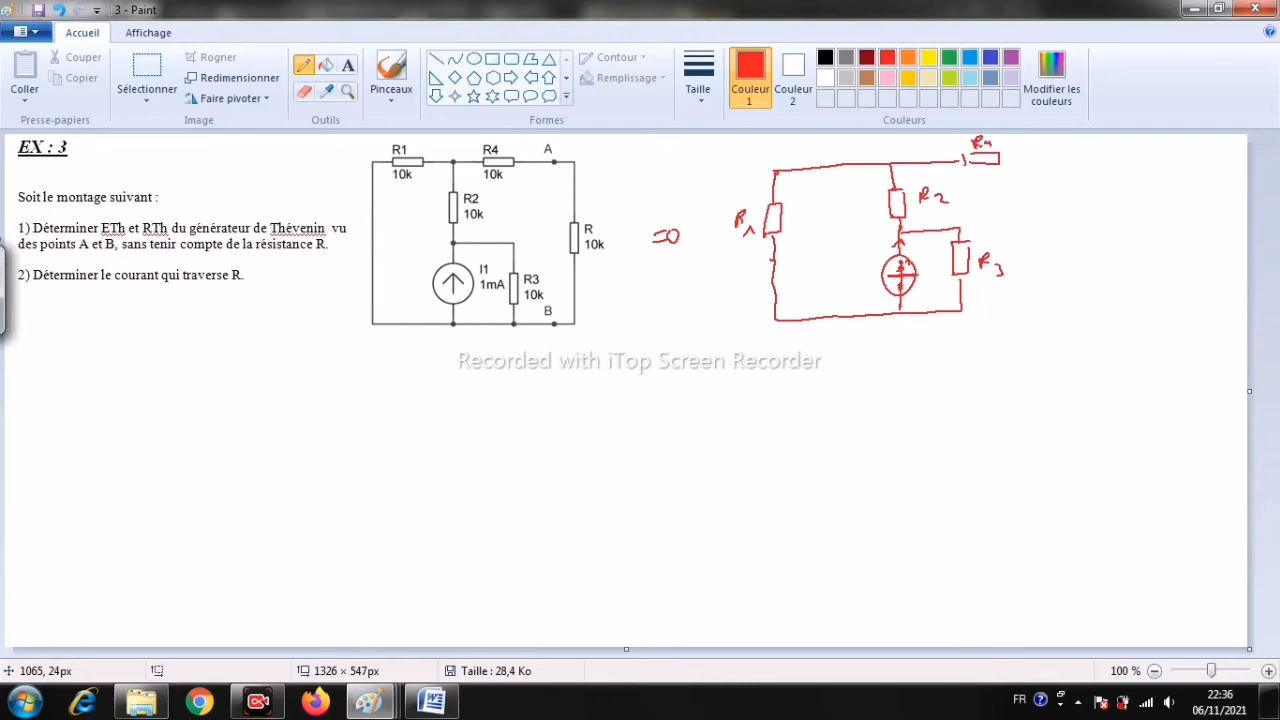 3 - Paint
Accueil
Affichage
Coller
Couper
Copier
Presse-papiers
Sélectionner
Rogner
Redimensionner
Faire pivoter
Image
A
Outils
Pinceaux
Formes
Contour
Remplissage
Taille
Couleur
1
Couleur
2
Couleurs
Modifier les
couleurs
EX : 3
Soit le montage suivant :
1) Déterminer ETh et RTh du générateur de Thévenin vu
des points A et B, sans tenir compte de la résistance R.
2) Déterminer le courant qui traverse R.
R1
10k
R4
10k
A
R2
10k
R
10k
I1
1mA
R3
10k
B
R1
R2
R3
R4
Recorded with iTop Screen Recorder
1065, 24px
1326 × 547px
Taille : 28,4 Ko
100 %
FR
22:36
06/11/2021